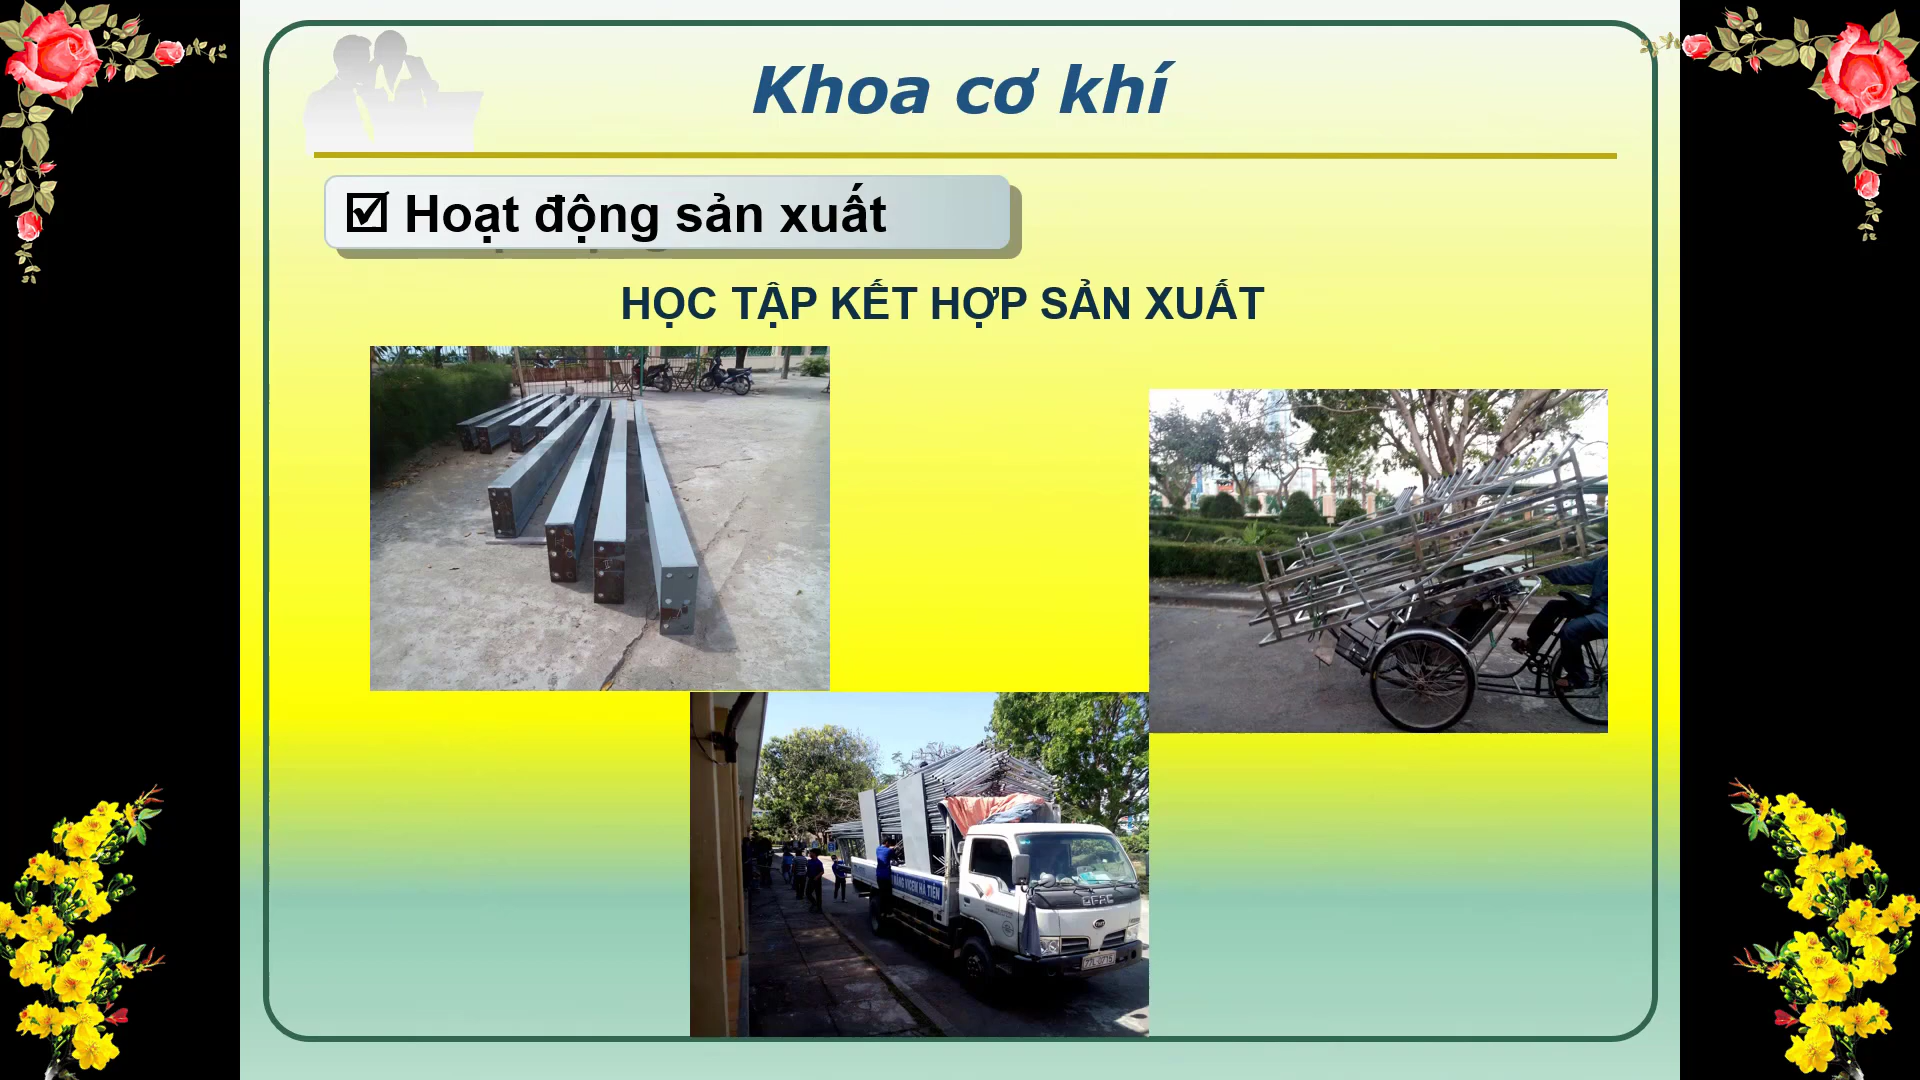 Khoa cơ khí
☑ Hoạt động sản xuất
HỌC TẬP KẾT HỢP SẢN XUẤT